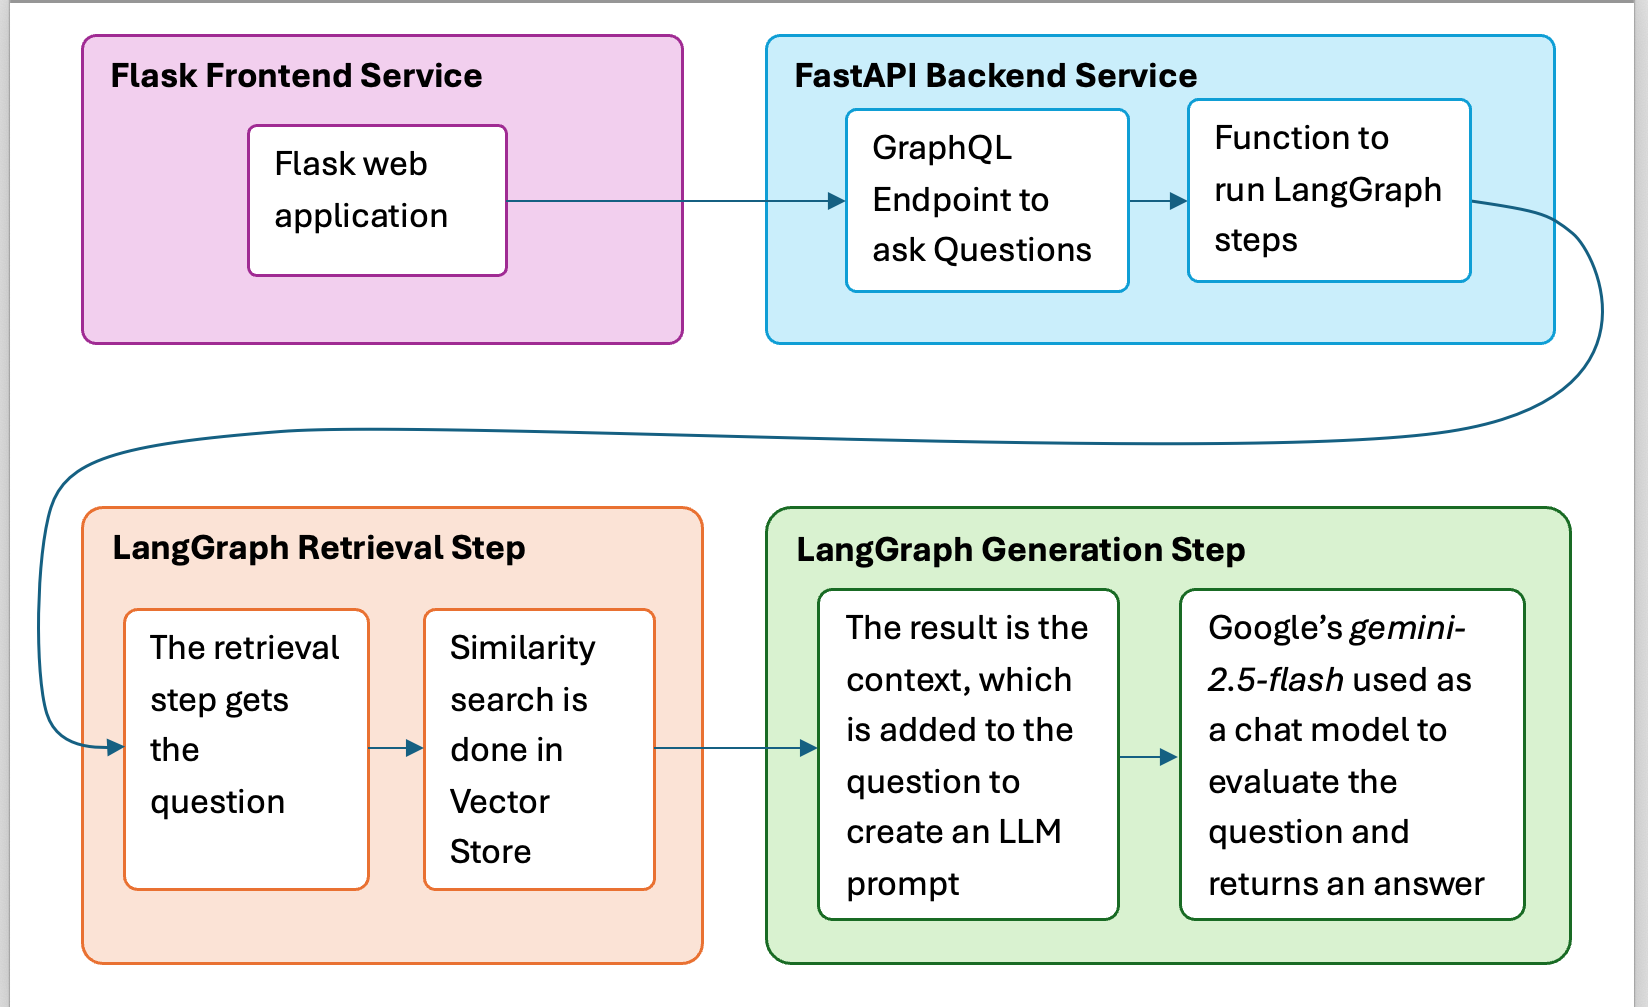 Flask Frontend Service
Flask web
application
FastAPI Backend Service
GraphQL
Endpoint to
ask Questions
Function to
run LangGraph
steps
LangGraph Retrieval Step
The retrieval
step gets
the
question
Similarity
search is
done in
Vector
Store
LangGraph Generation Step
The result is the
context, which
is added to the
question to
create an LLM
prompt
Google’s gemini-
2.5-flash used as
a chat model to
evaluate the
question and
returns an answer